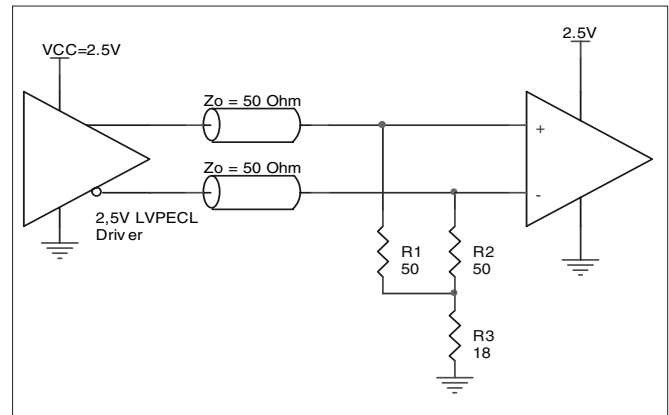 2.5V
VCC=2.5V
Zo = 50 Ohm
+
Zo = 50 Ohm
-
2,5V LVPECL
Driver
R1
50
R2
50
R3
18